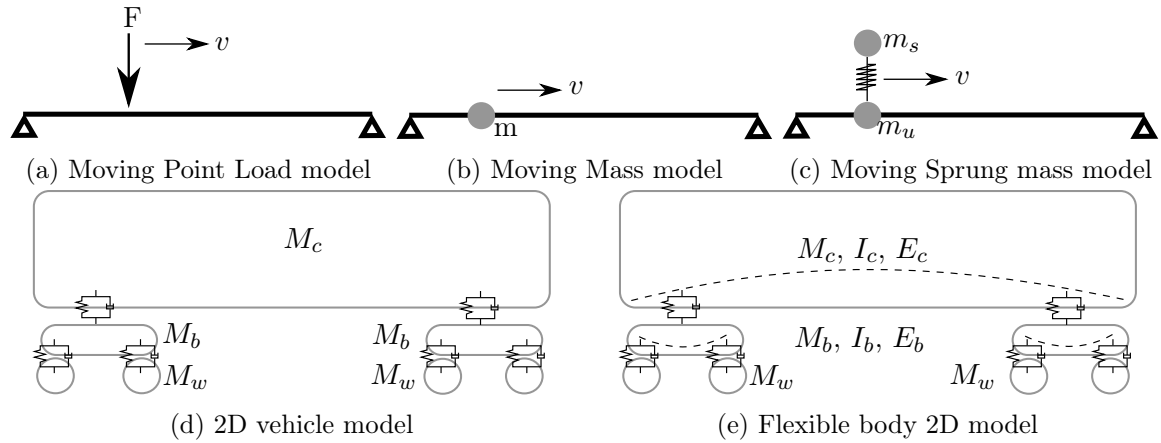 F
v
v
m
m_s
v
m_u
(a) Moving Point Load model
(b) Moving Mass model
(c) Moving Sprung mass model
M_c
M_b
M_w
M_b
M_w
(d) 2D vehicle model
M_c, I_c, E_c
M_b, I_b, E_b
M_w
M_w
(e) Flexible body 2D model